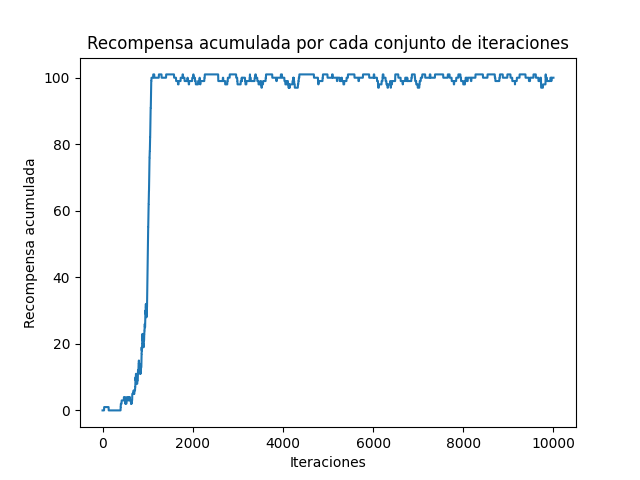 Recompensa acumulada por cada conjunto de iteraciones
100
80
60
40
20
0
Recompensa acumulada
0 2000 4000 6000 8000 10000
Iteraciones